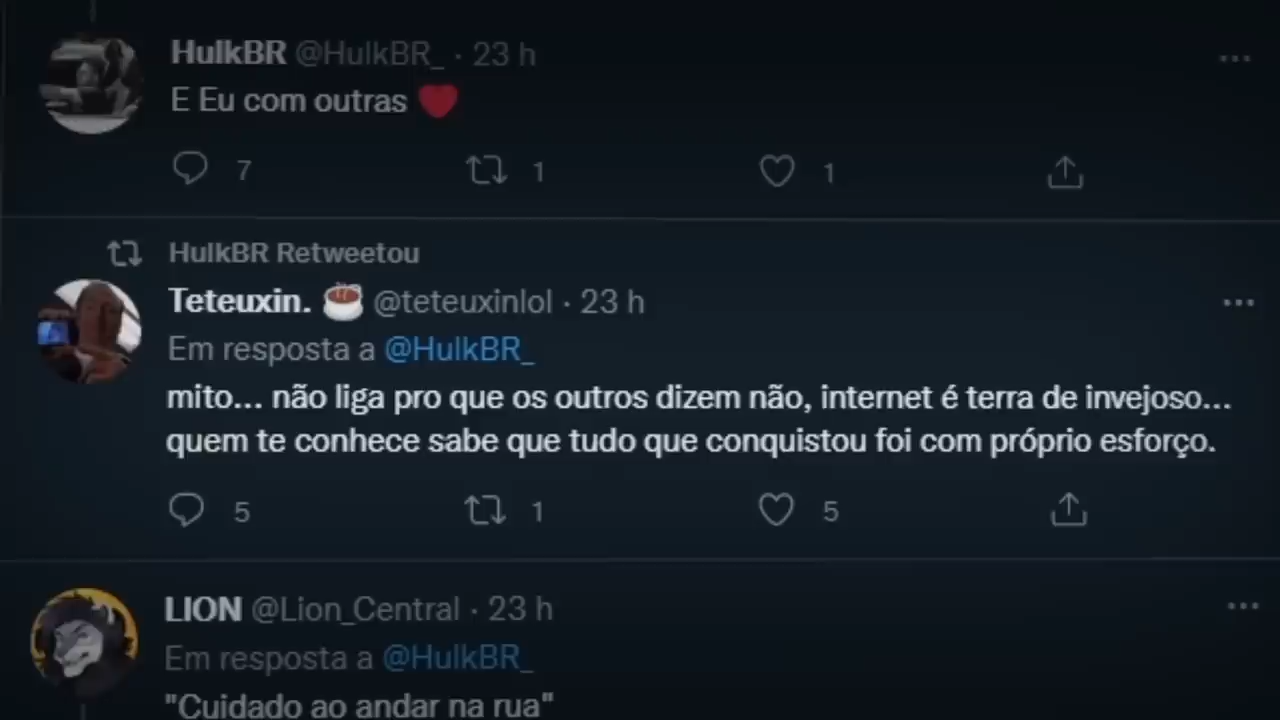 HulkBR @HulkBR_ · 23 h
E Eu com outras ❤️
7 1 1
HulkBR Retweetou
Teteuxin. ☕ @teteuxinlol · 23 h
Em resposta a @HulkBR_
mito... não liga pro que os outros dizem não, internet é terra de invejoso...
quem te conhece sabe que tudo que conquistou foi com próprio esforço.
5 1 5
LION @Lion_Central · 23 h
Em resposta a @HulkBR_
"Cuidado ao andar na rua"